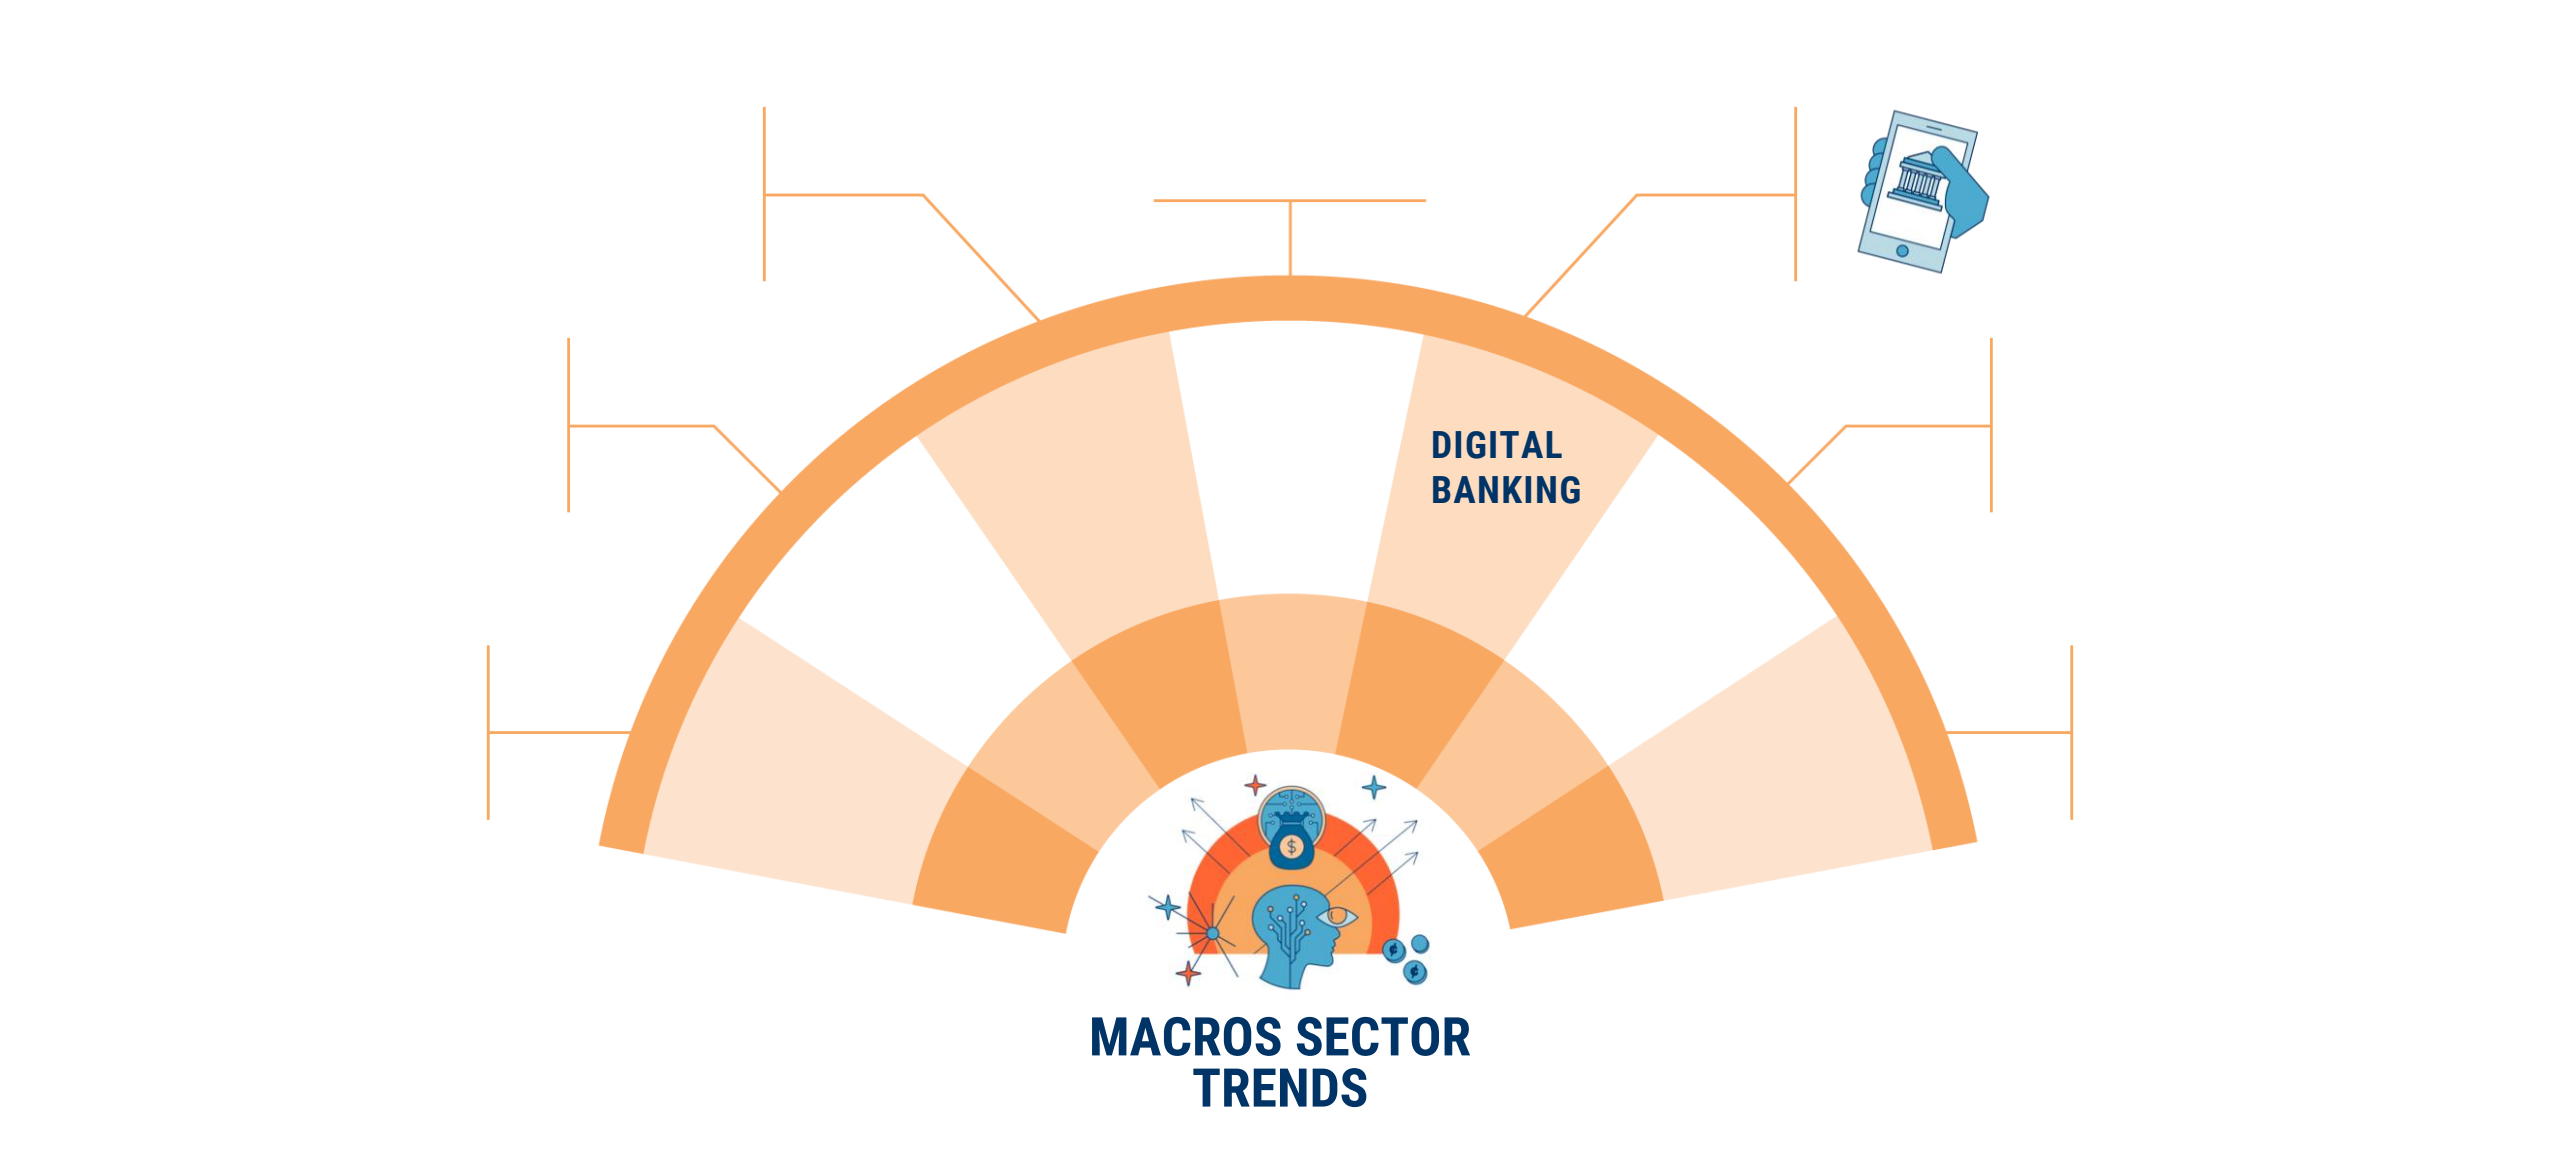 DIGITAL
BANKING
$
¢
¢
MACROS SECTOR
TRENDS